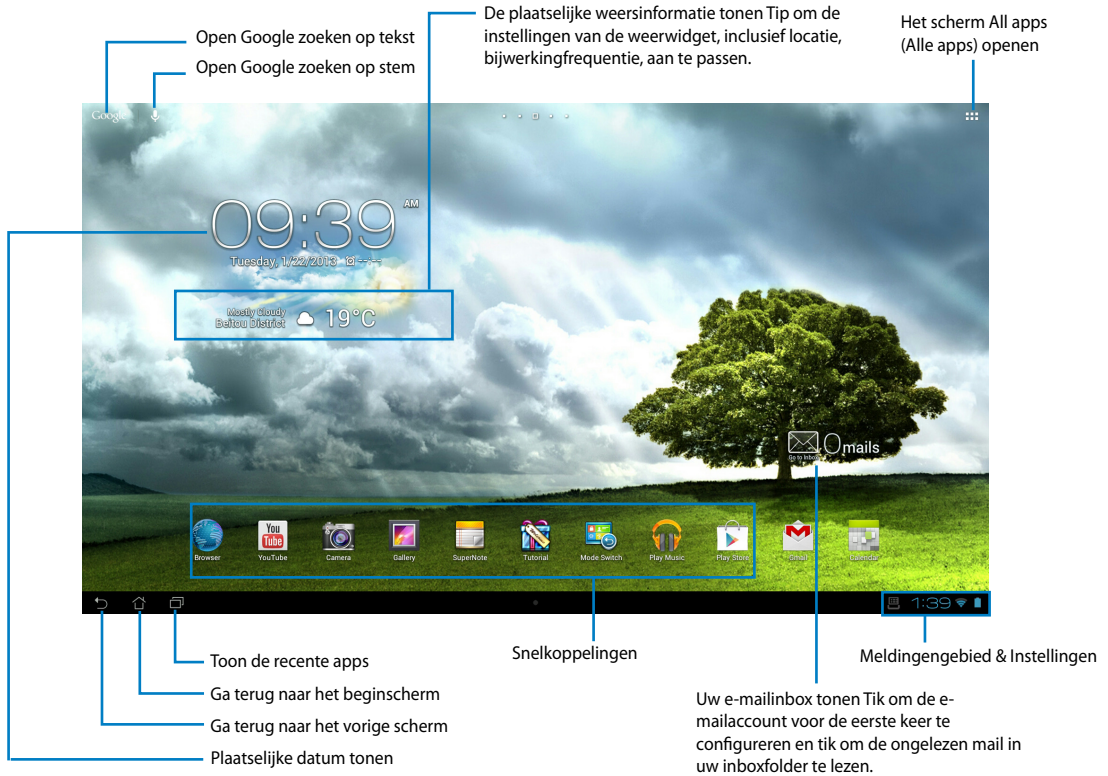 De plaatselijke weersinformatie tonen Tip om de
instellingen van de weerwidget, inclusief locatie,
bijwerkingfrequentie, aan te passen.
Het scherm All apps
(Alle apps) openen
Open Google zoeken op tekst
Open Google zoeken op stem
Google
09:39 AM
Tuesday, 1/22/2013 --:--
Mostly Cloudy
Beitou District
19°C
0 mails
Go to Inbox
You
Tube
Browser
YouTube
Camera
Gallery
SuperNote
Tutorial
Mode Switch
Play Music
Play Store
Gmail
Calendar
1:39
Toon de recente apps
Ga terug naar het beginscherm
Ga terug naar het vorige scherm
Plaatselijke datum tonen
Snelkoppelingen
Meldingengebied & Instellingen
Uw e-mailinbox tonen Tik om de e-
mailaccount voor de eerste keer te
configureren en tik om de ongelezen mail in
uw inboxfolder te lezen.